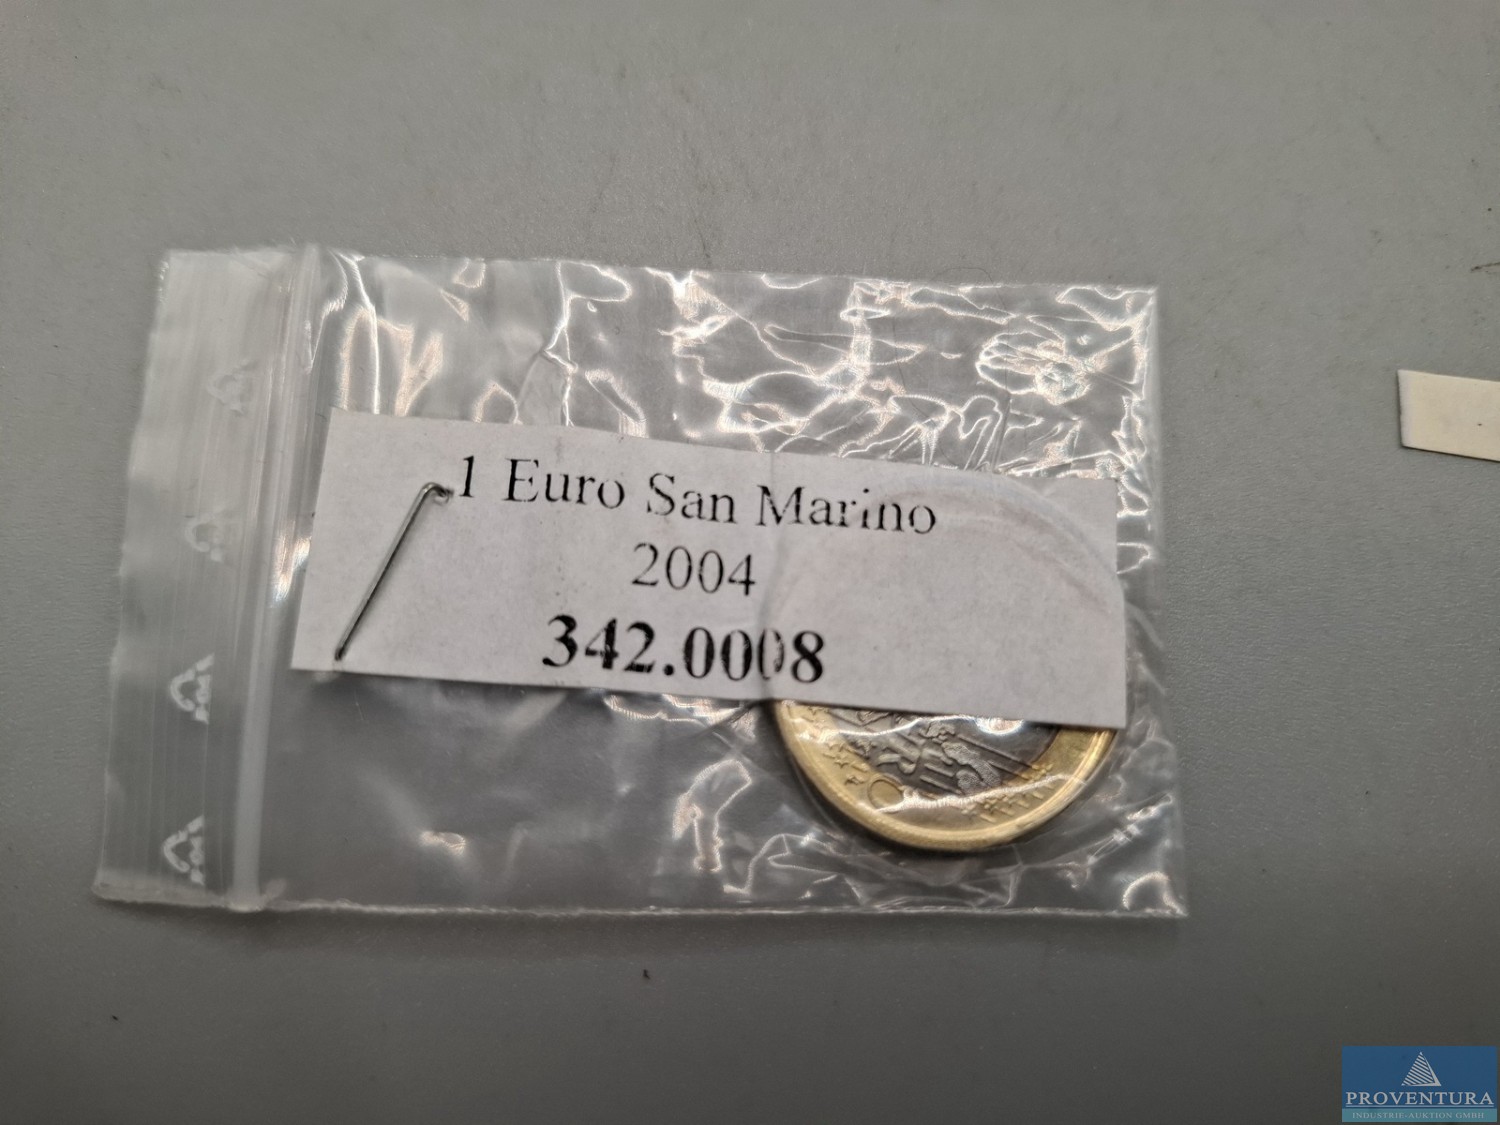 1 Euro San Marino
2004
342.0008
PROVENTURA
INDUSTRIE-AUKTION GMBH